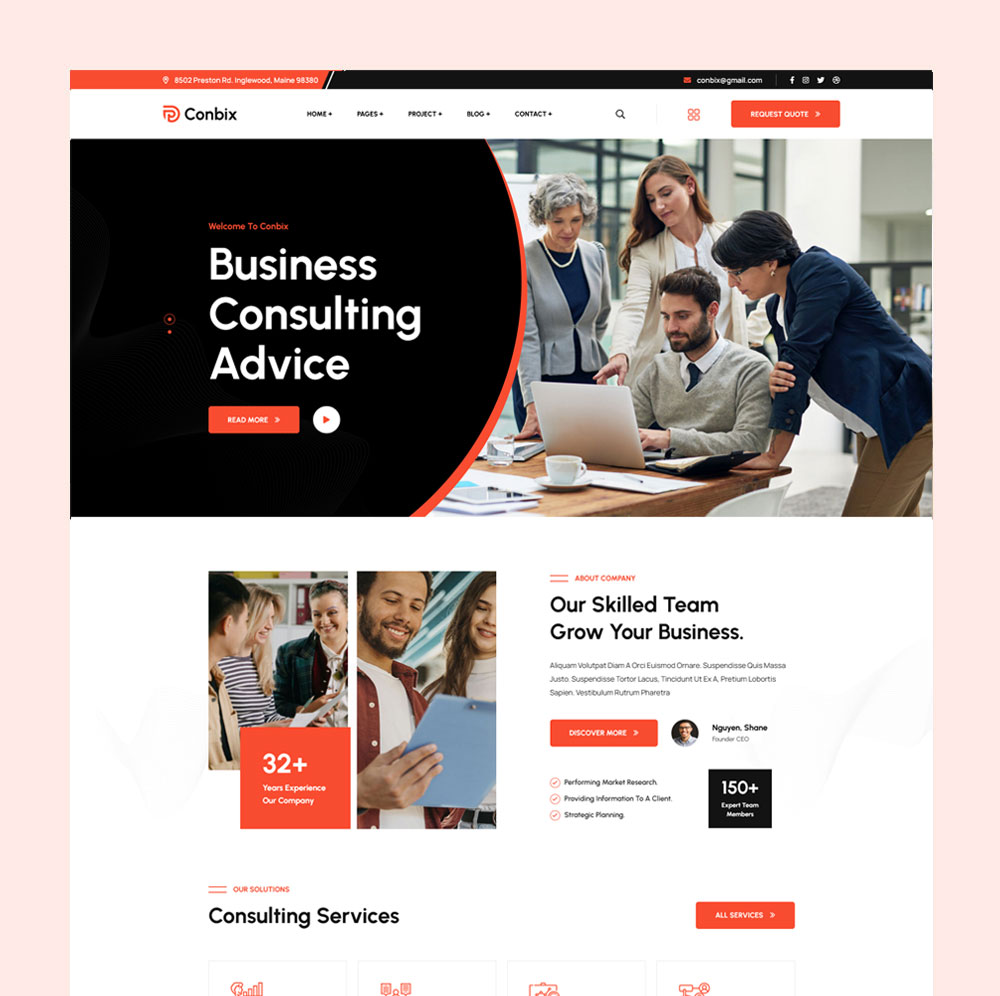 8502 Preston Rd. Inglewood, Maine 98380
conbix@gmail.com
Conbix
HOME +
PAGES +
PROJECT +
BLOG +
CONTACT +
REQUEST QUOTE
Welcome To Conbix
Business
Consulting
Advice
READ MORE
ABOUT COMPANY
Our Skilled Team
Grow Your Business.
Aliquam Volutpat Diam A Orci Euismod Ornare. Suspendisse Quis Massa
Justo. Suspendisse Tortor Lacus, Tincidunt Ut Ex A, Pretium Lobortis
Sapien. Vestibulum Rutrum Pharetra
DISCOVER MORE
Nguyen, Shane
Founder CEO
32+
Years Experience
Our Company
Performing Market Research.
Providing Information To A Client.
Strategic Planning.
150+
Expert Team
Members
OUR SOLUTIONS
Consulting Services
ALL SERVICES